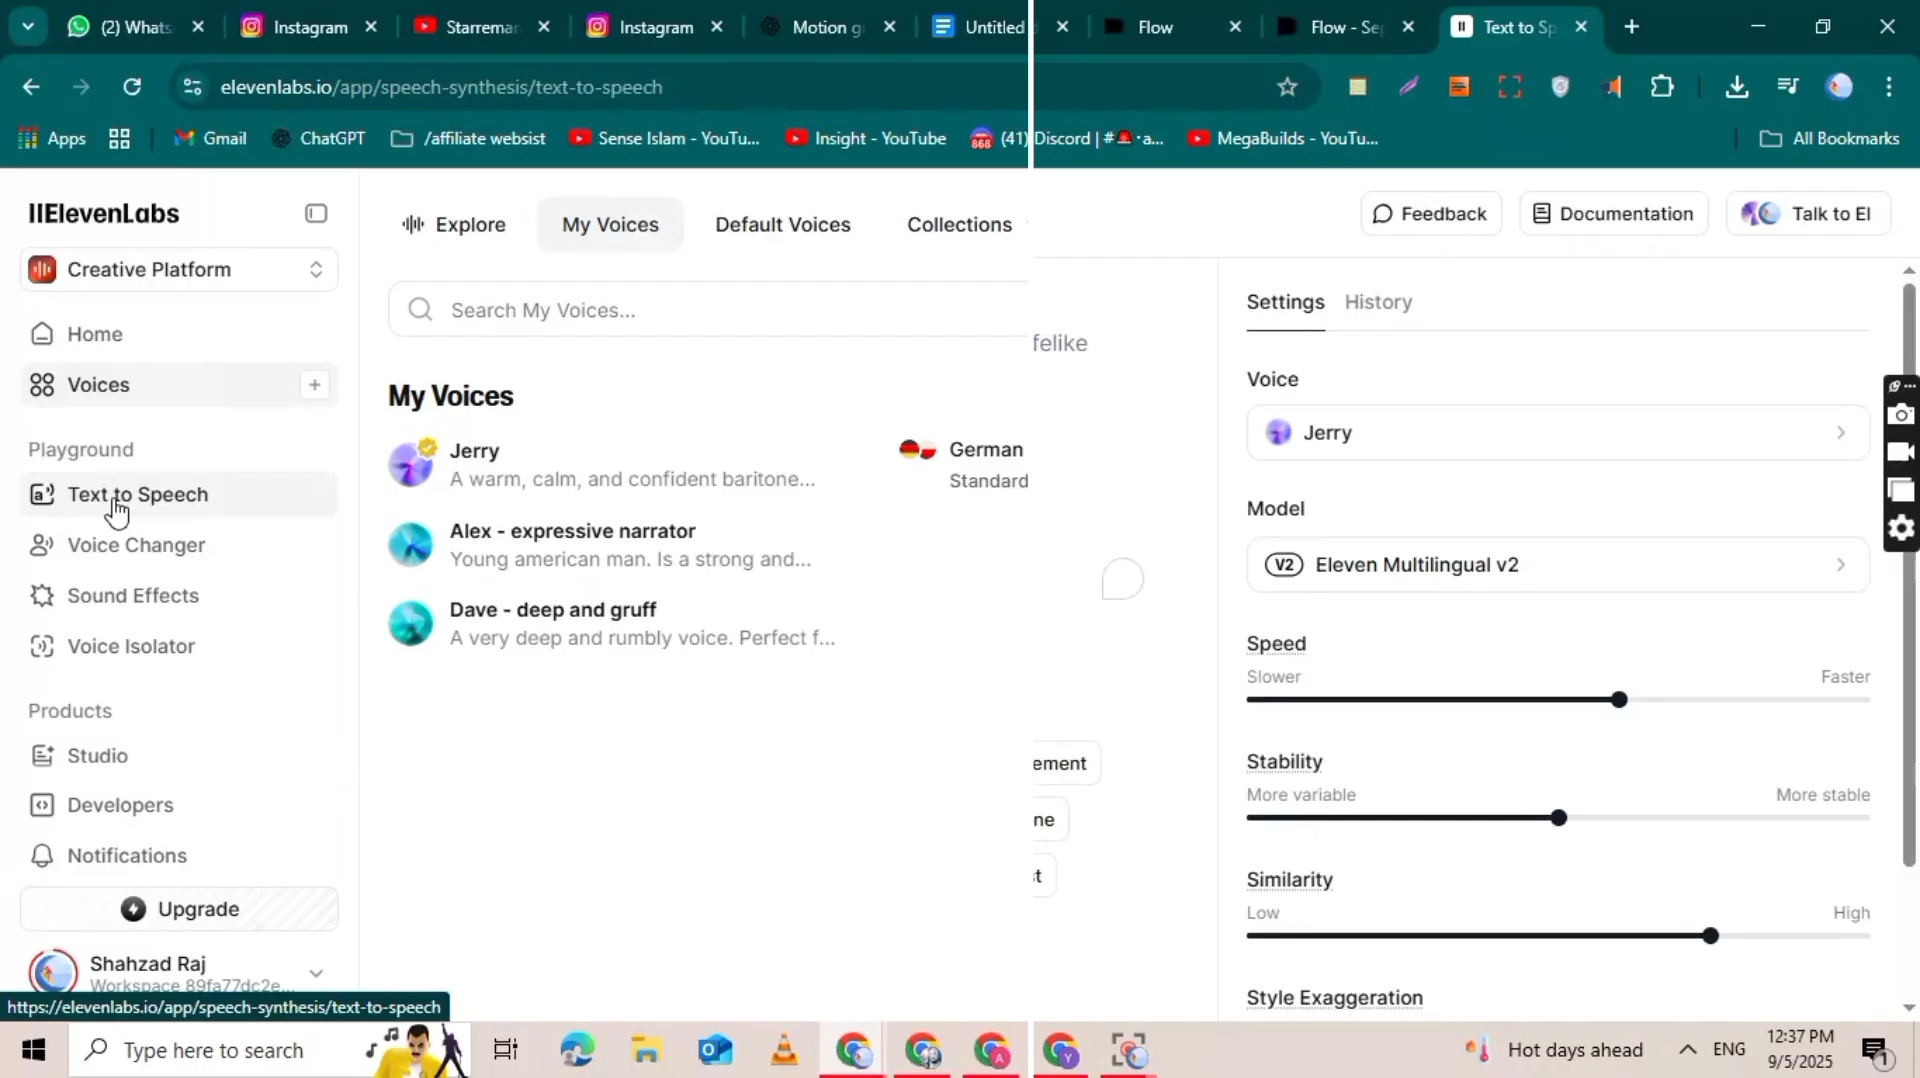 (2) Whats
Instagram
Starremar
Instagram
Motion g
Untitled
Flow
Flow - Sep
Text to Sp
elevenlabs.io/app/speech-synthesis/text-to-speech
Apps
Gmail
ChatGPT
/affiliate websist
Sense Islam - YouTu...
Insight - YouTube
868
(41) Discord | #🚨・a...
MegaBuilds - YouTu...
All Bookmarks
IIElevenLabs
Creative Platform
Home
Voices
Playground
Text to Speech
Voice Changer
Sound Effects
Voice Isolator
Products
Studio
Developers
Notifications
Upgrade
Shahzad Raj
Workspace 89fa77dc2e...
https://elevenlabs.io/app/speech-synthesis/text-to-speech
Explore
My Voices
Default Voices
Collections
Search My Voices...
My Voices
Jerry
A warm, calm, and confident baritone...
German
Standard
Alex - expressive narrator
Young american man. Is a strong and...
Dave - deep and gruff
A very deep and rumbly voice. Perfect f...
Feedback
Documentation
Talk to El
felike
ement
ne
st
Settings
History
Voice
Jerry
Model
V2 Eleven Multilingual v2
Speed
Slower
Faster
Stability
More variable
More stable
Similarity
Low
High
Style Exaggeration
Type here to search
A
Y
Hot days ahead
ENG
12:37 PM
9/5/2025
1